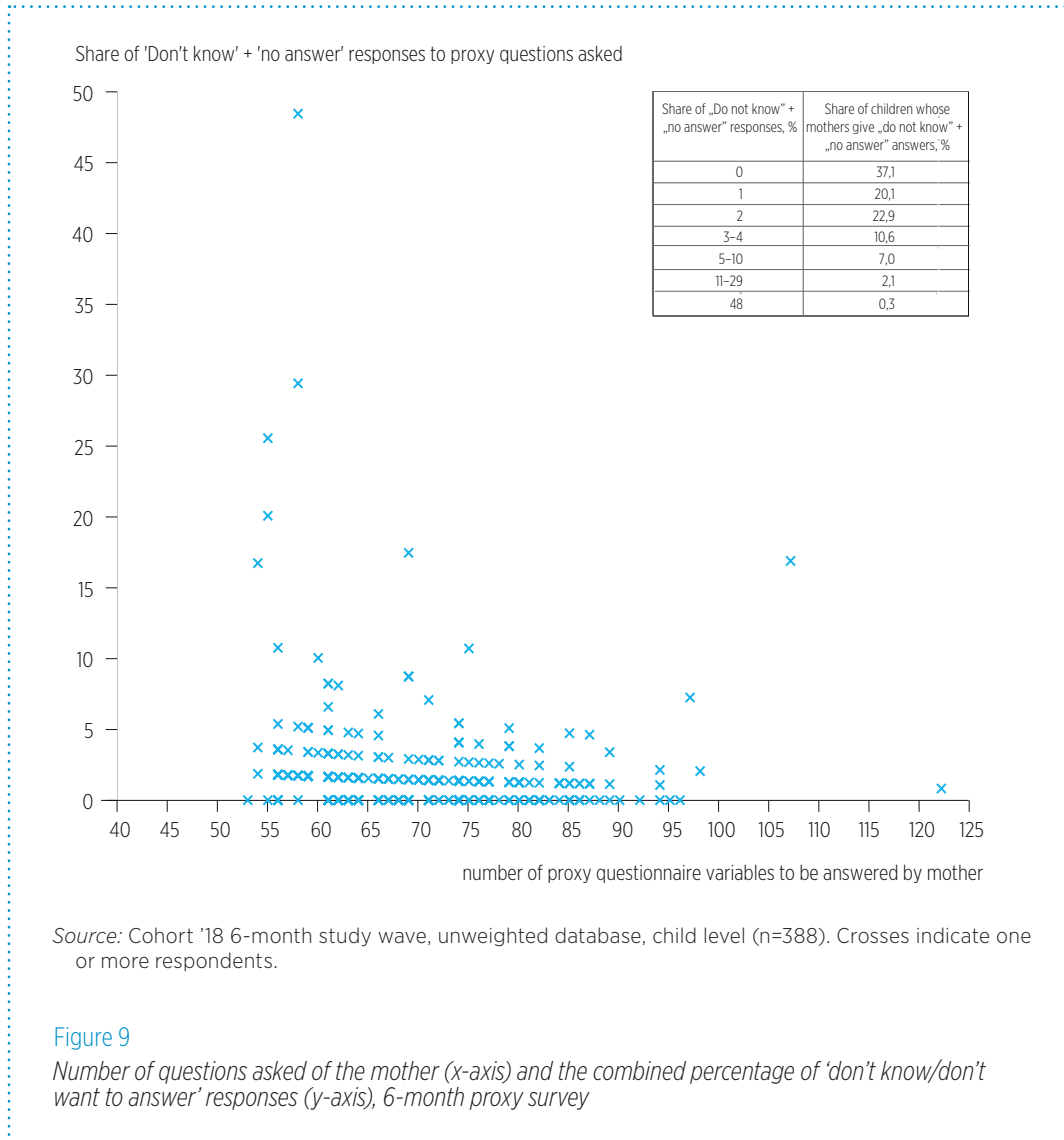 Share of 'Don't know' + 'no answer' responses to proxy questions asked
50
45
40
35
30
25
20
15
10
5
0
Share of „Do not know” + „no answer” responses, %
Share of children whose mothers give „do not know” + „no answer” answers, %
0 37,1
1 20,1
2 22,9
3–4 10,6
5–10 7,0
11–29 2,1
48 0,3
40 45 50 55 60 65 70 75 80 85 90 95 100 105 110 115 120 125
number of proxy questionnaire variables to be answered by mother
Source: Cohort ’18 6-month study wave, unweighted database, child level (n=388). Crosses indicate one
or more respondents.
Figure 9
Number of questions asked of the mother (x-axis) and the combined percentage of ‘don’t know/don’t
want to answer’ responses (y-axis), 6-month proxy survey